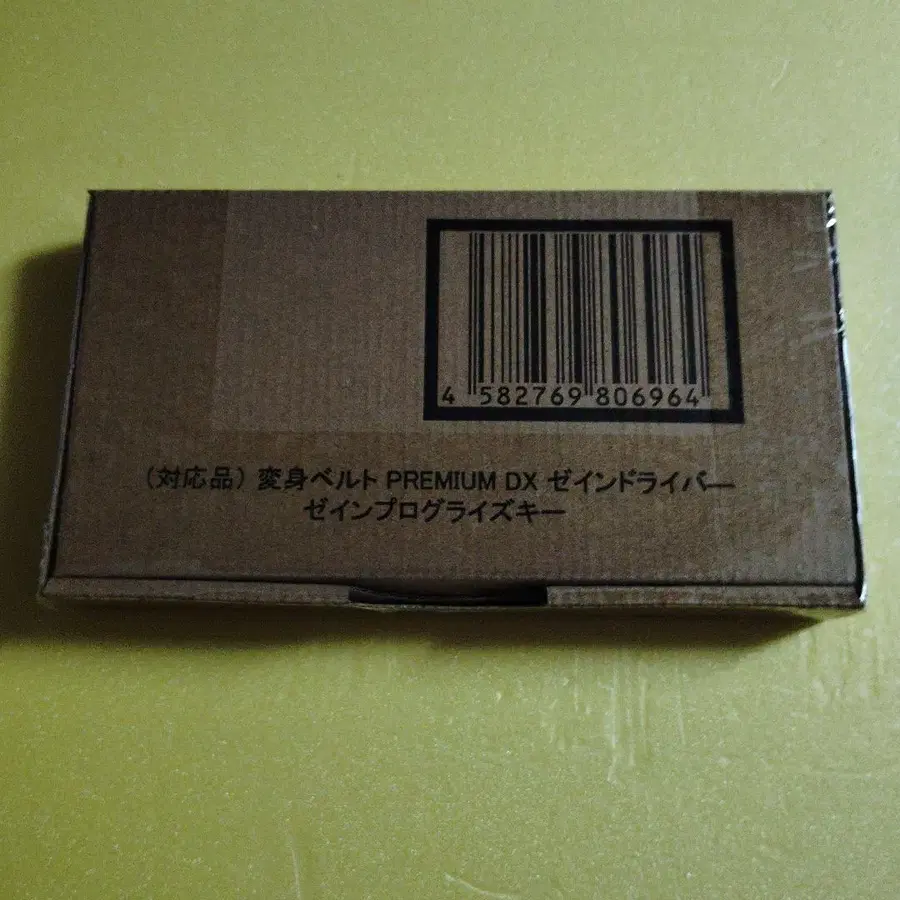 4 582769 806964
(対応品) 変身ベルト PREMIUM DX ゼインドライバー
ゼインプログライズキー